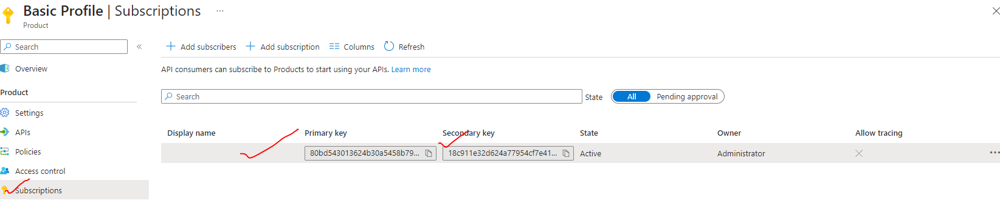 Basic Profile | Subscriptions ...
Product
Search «
Add subscribers Add subscription Columns Refresh
Overview
API consumers can subscribe to Products to start using your APIs. Learn more
Product
Search State All Pending approval
Settings
APIs
Display name Primary key Secondary key State Owner Allow tracing
Policies
80bd543013624b30a5458b79... 18c911e32d624a77954cf7e41... Active Administrator
Access control
Subscriptions